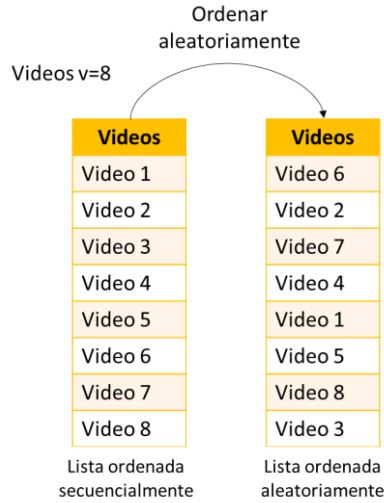 Ordenar
aleatoriamente
Videos v=8
Videos
Video 1
Video 2
Video 3
Video 4
Video 5
Video 6
Video 7
Video 8
Lista ordenada
secuencialmente
Videos
Video 6
Video 2
Video 7
Video 4
Video 1
Video 5
Video 8
Video 3
Lista ordenada
aleatoriamente